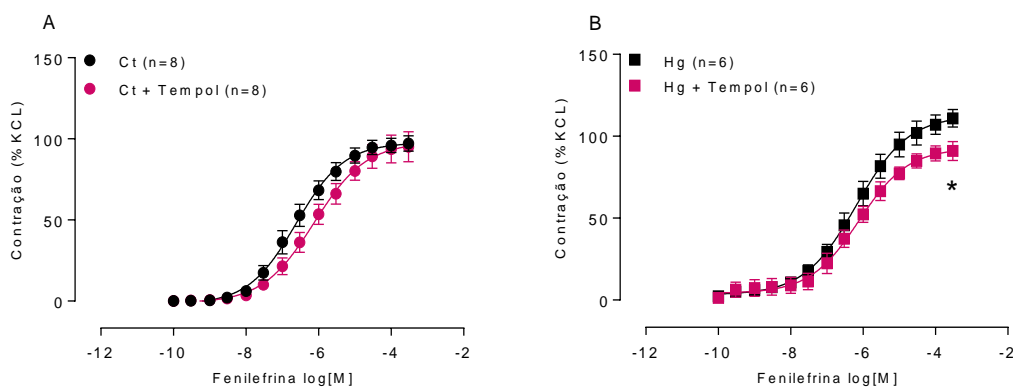 A
Ct (n=8)
Ct + Tempol (n=8)
150
100
50
0
Contração (%KCL)
-12 -10 -8 -6 -4 -2
Fenilefrina log[M]
B
Hg (n=6)
Hg + Tempol (n=6)
150
100
50
0
Contração (%KCL)
*
-12 -10 -8 -6 -4 -2
Fenilefrina log[M]